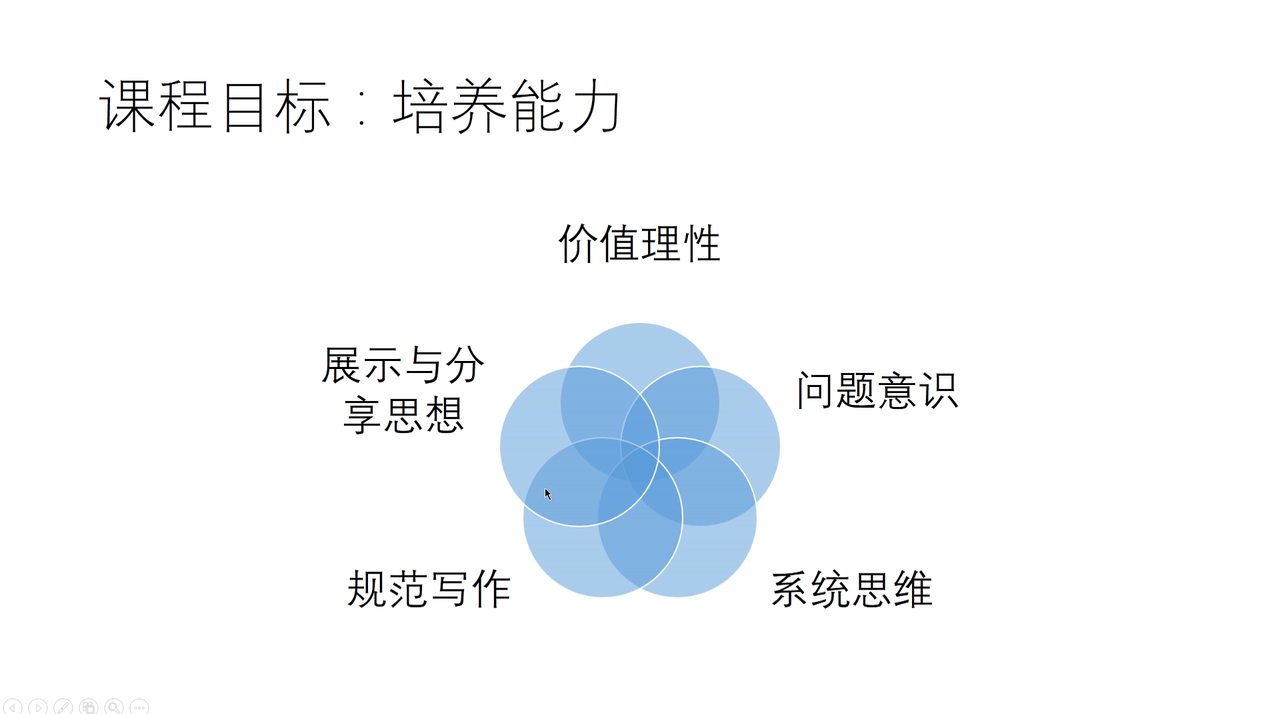 课程目标：培养能力
价值理性
展示与分
享思想
问题意识
规范写作
系统思维